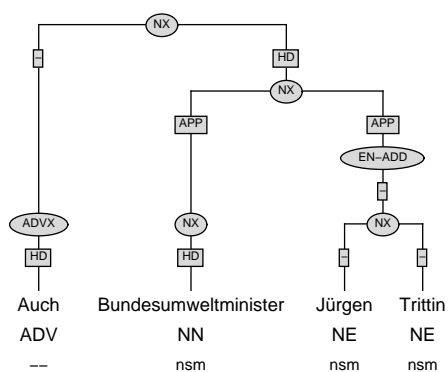 NX
– HD
NX
APP APP
EN–ADD
–
ADVX NX NX
HD HD – –
Auch Bundesumweltminister Jürgen Trittin
ADV NN NE NE
–– nsm nsm nsm